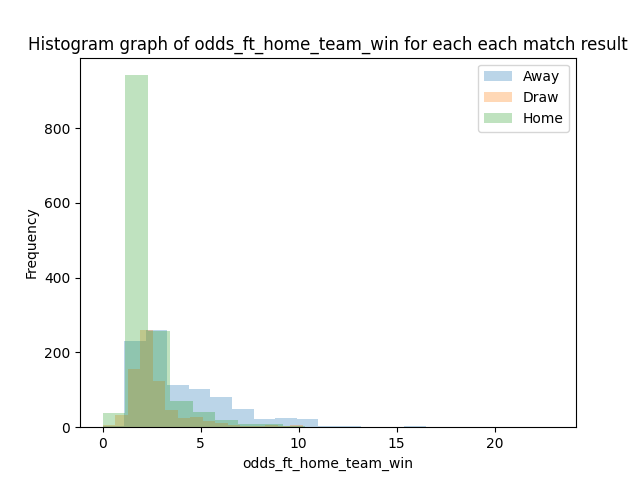 Histogram graph of odds_ft_home_team_win for each each match result
Away
Draw
Home
800
600
400
200
0
Frequency
0 5 10 15 20
odds_ft_home_team_win